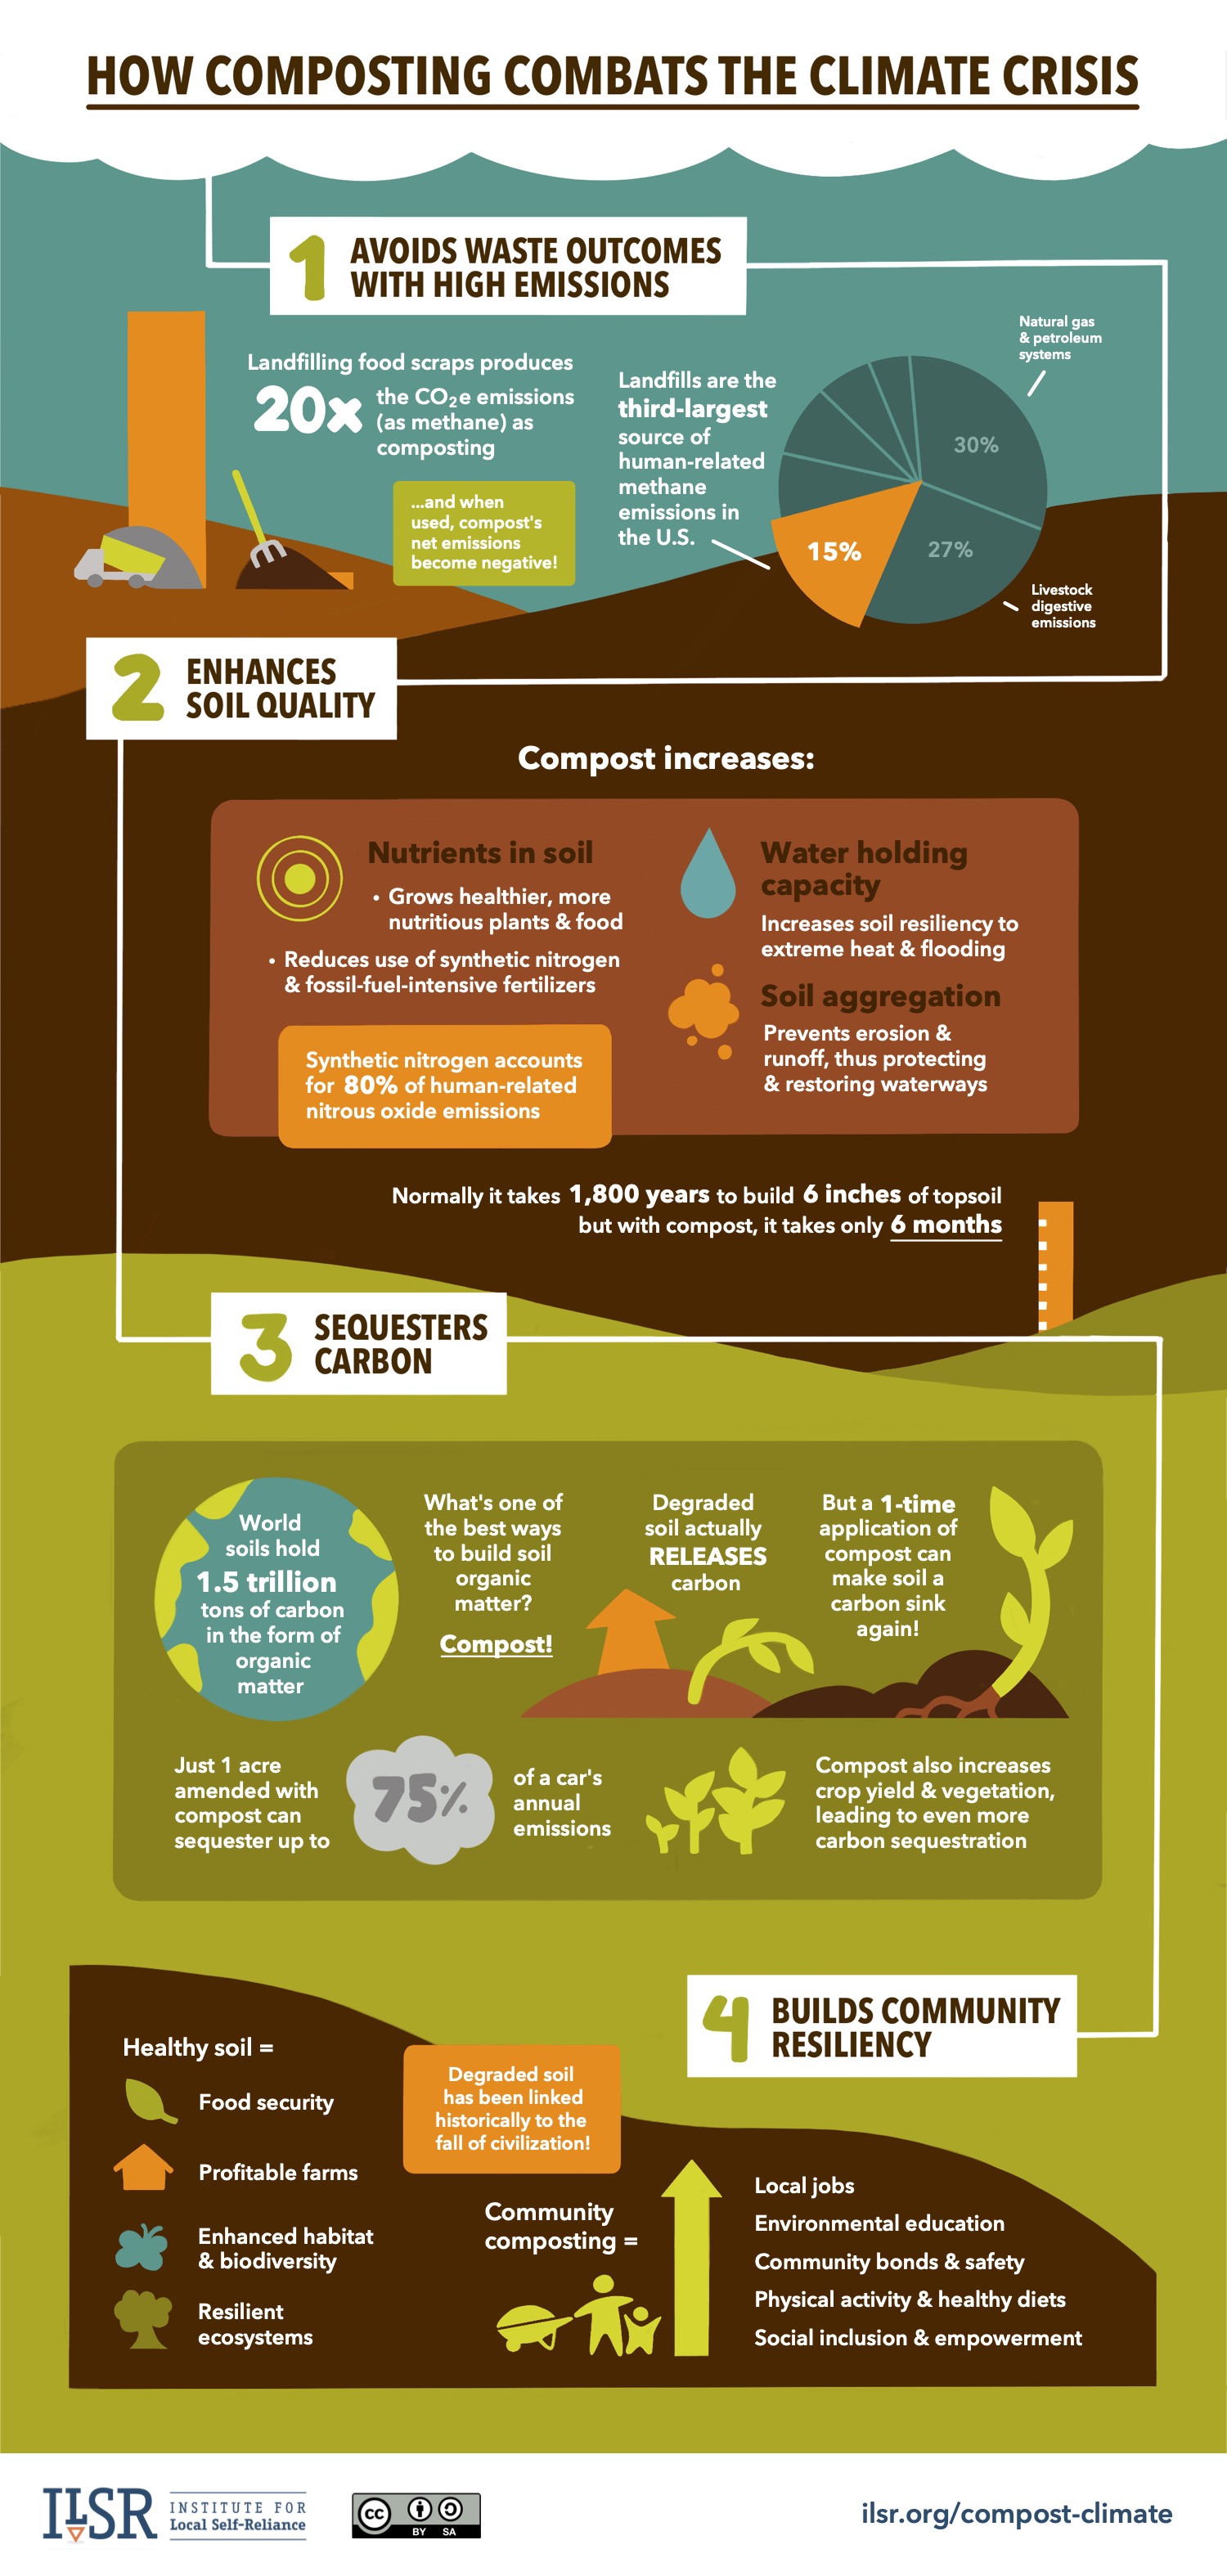 HOW COMPOSTING COMBATS THE CLIMATE CRISIS
1
AVOIDS WASTE OUTCOMES
WITH HIGH EMISSIONS
Landfilling food scraps produces
20x
the CO₂e emissions
(as methane) as
composting
...and when
used, compost's
net emissions
become negative!
Landfills are the
third-largest
source of
human-related
methane
emissions in
the U.S.
Natural gas
& petroleum
systems
30%
27%
15%
Livestock
digestive
emissions
2
ENHANCES
SOIL QUALITY
Compost increases:
Nutrients in soil
• Grows healthier, more
nutritious plants & food
• Reduces use of synthetic nitrogen
& fossil-fuel-intensive fertilizers
Synthetic nitrogen accounts
for 80% of human-related
nitrous oxide emissions
Water holding
capacity
Increases soil resiliency to
extreme heat & flooding
Soil aggregation
Prevents erosion &
runoff, thus protecting
& restoring waterways
Normally it takes 1,800 years to build 6 inches of topsoil
but with compost, it takes only 6 months
3
SEQUESTERS
CARBON
World
soils hold
1.5 trillion
tons of carbon
in the form of
organic
matter
What's one of
the best ways
to build soil
organic
matter?
Compost!
Degraded
soil actually
RELEASES
carbon
But a 1-time
application of
compost can
make soil a
carbon sink
again!
Just 1 acre
amended with
compost can
sequester up to
75%
of a car's
annual
emissions
Compost also increases
crop yield & vegetation,
leading to even more
carbon sequestration
4
BUILDS COMMUNITY
RESILIENCY
Healthy soil =
Food security
Profitable farms
Enhanced habitat
& biodiversity
Resilient
ecosystems
Degraded soil
has been linked
historically to the
fall of civilization!
Community
composting =
Local jobs
Environmental education
Community bonds & safety
Physical activity & healthy diets
Social inclusion & empowerment
ILSR
INSTITUTE FOR
Local Self-Reliance
cc
BY SA
ilsr.org/compost-climate